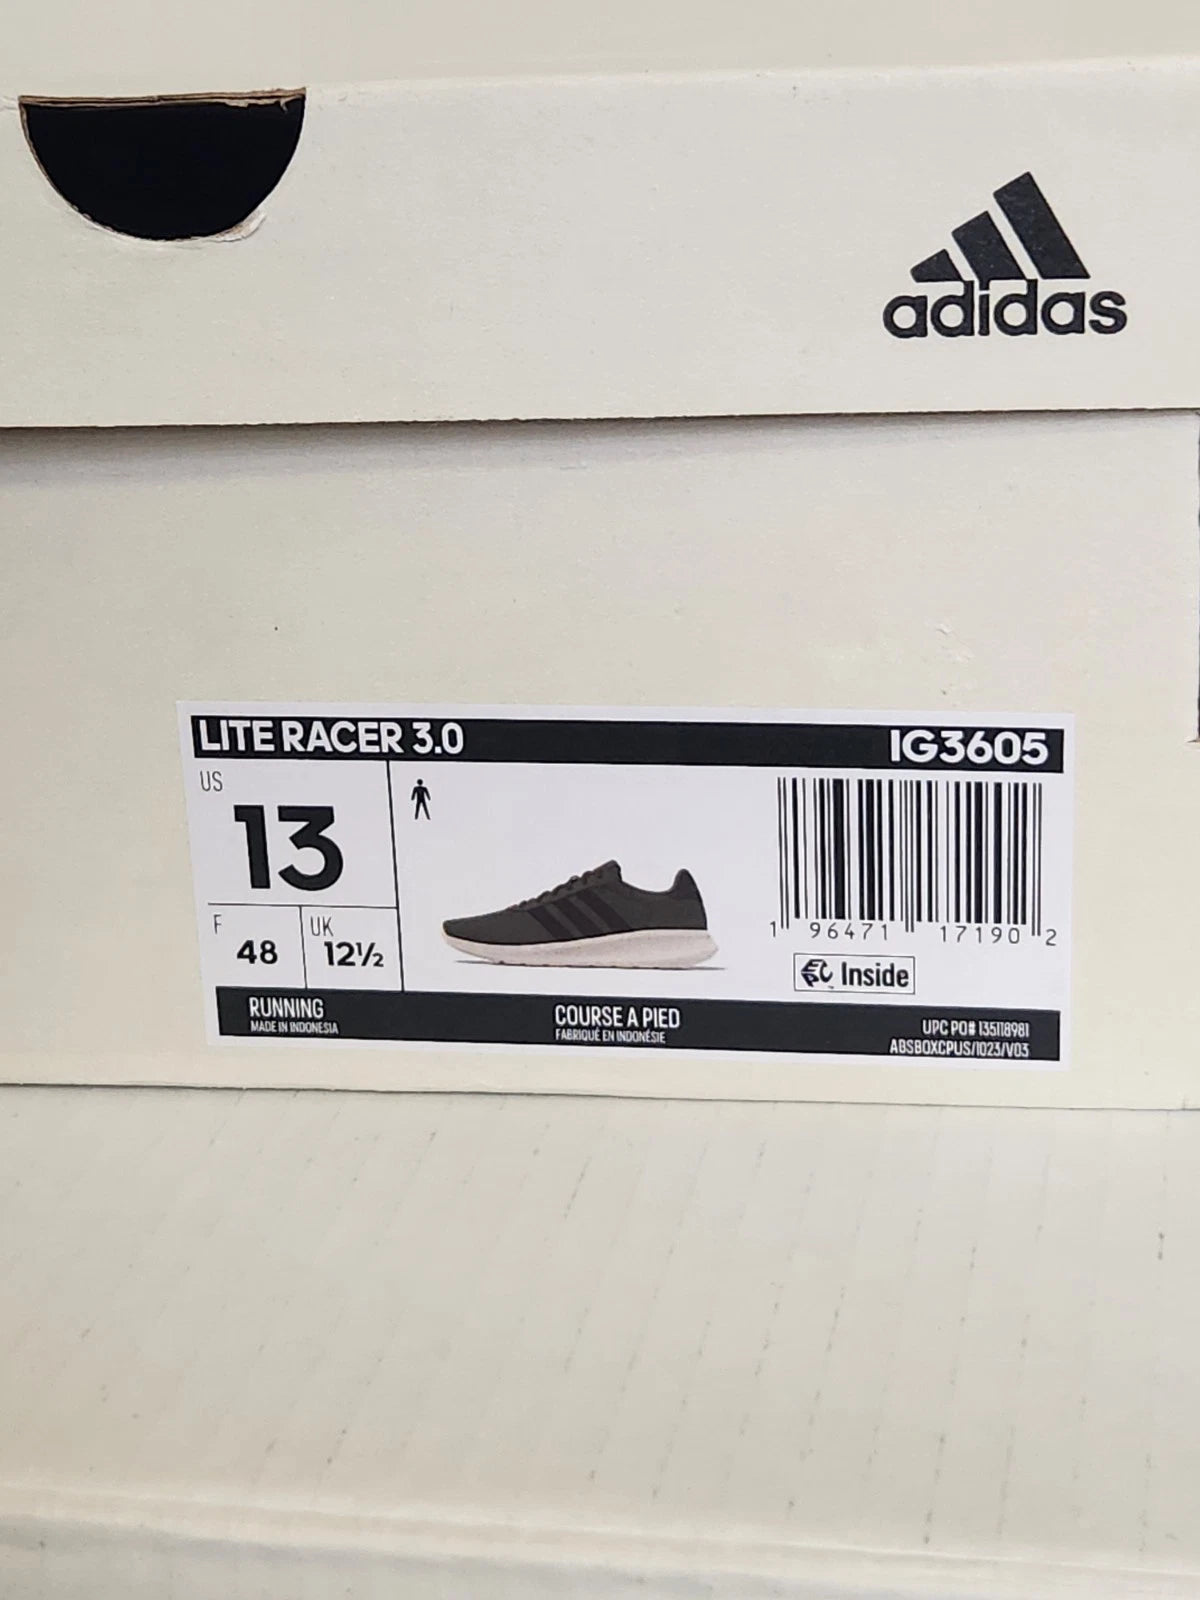 adidas
LITE RACER 3.0
IG3605
US
13
F
48
UK
12½
1 96471 17190 2
EPC Inside
RUNNING
MADE IN INDONESIA
COURSE A PIED
FABRIQUÉ EN INDONÉSIE
UPC PO# 135118981
ABSBOXCPUS/1023/V03